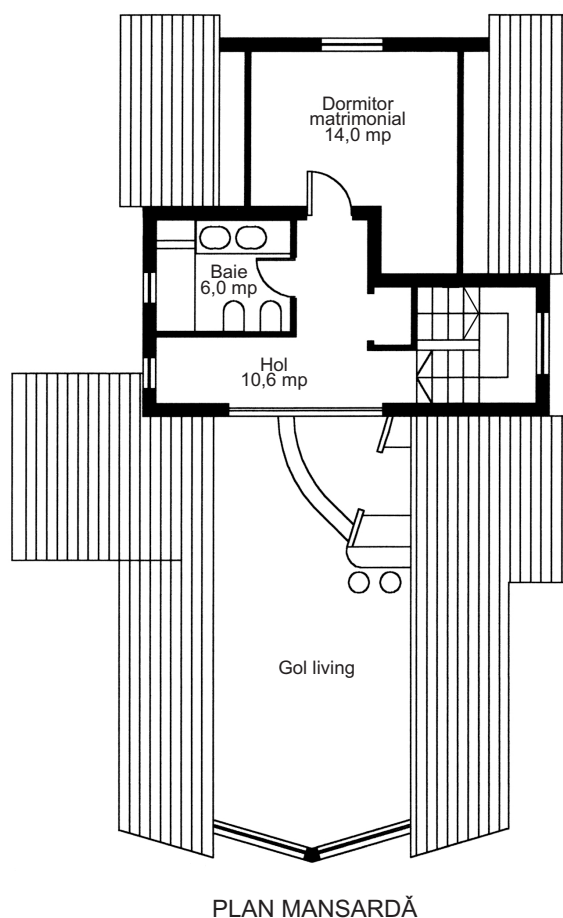 Dormitor
matrimonial
14,0 mp
Baie
6,0 mp
Hol
10,6 mp
Gol living
PLAN MANSARDĂ